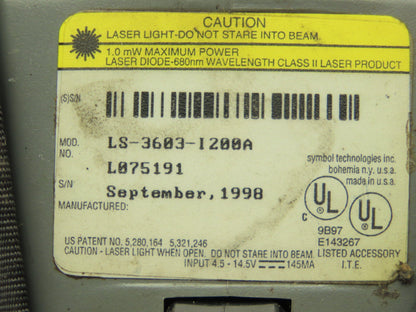 CAUTION
LASER LIGHT-DO NOT STARE INTO BEAM.
1.0 mW MAXIMUM POWER
LASER DIODE-680nm WAVELENGTH CLASS II LASER PRODUCT
(S)S/N
MOD. NO. LS-3603-I200A
L075191
S/N
September, 1998
MANUFACTURED:
symbol technologies inc.
bohemia n.y. u.s.a.
made in u.s.a.
UL
C UL
9B97
E143267
US PATENT NO. 5,280,164 5,321,246
CAUTION - LASER LIGHT WHEN OPEN. DO NOT STARE INTO BEAM. LISTED ACCESSORY
INPUT 4.5 - 14.5V 145MA I.T.E.